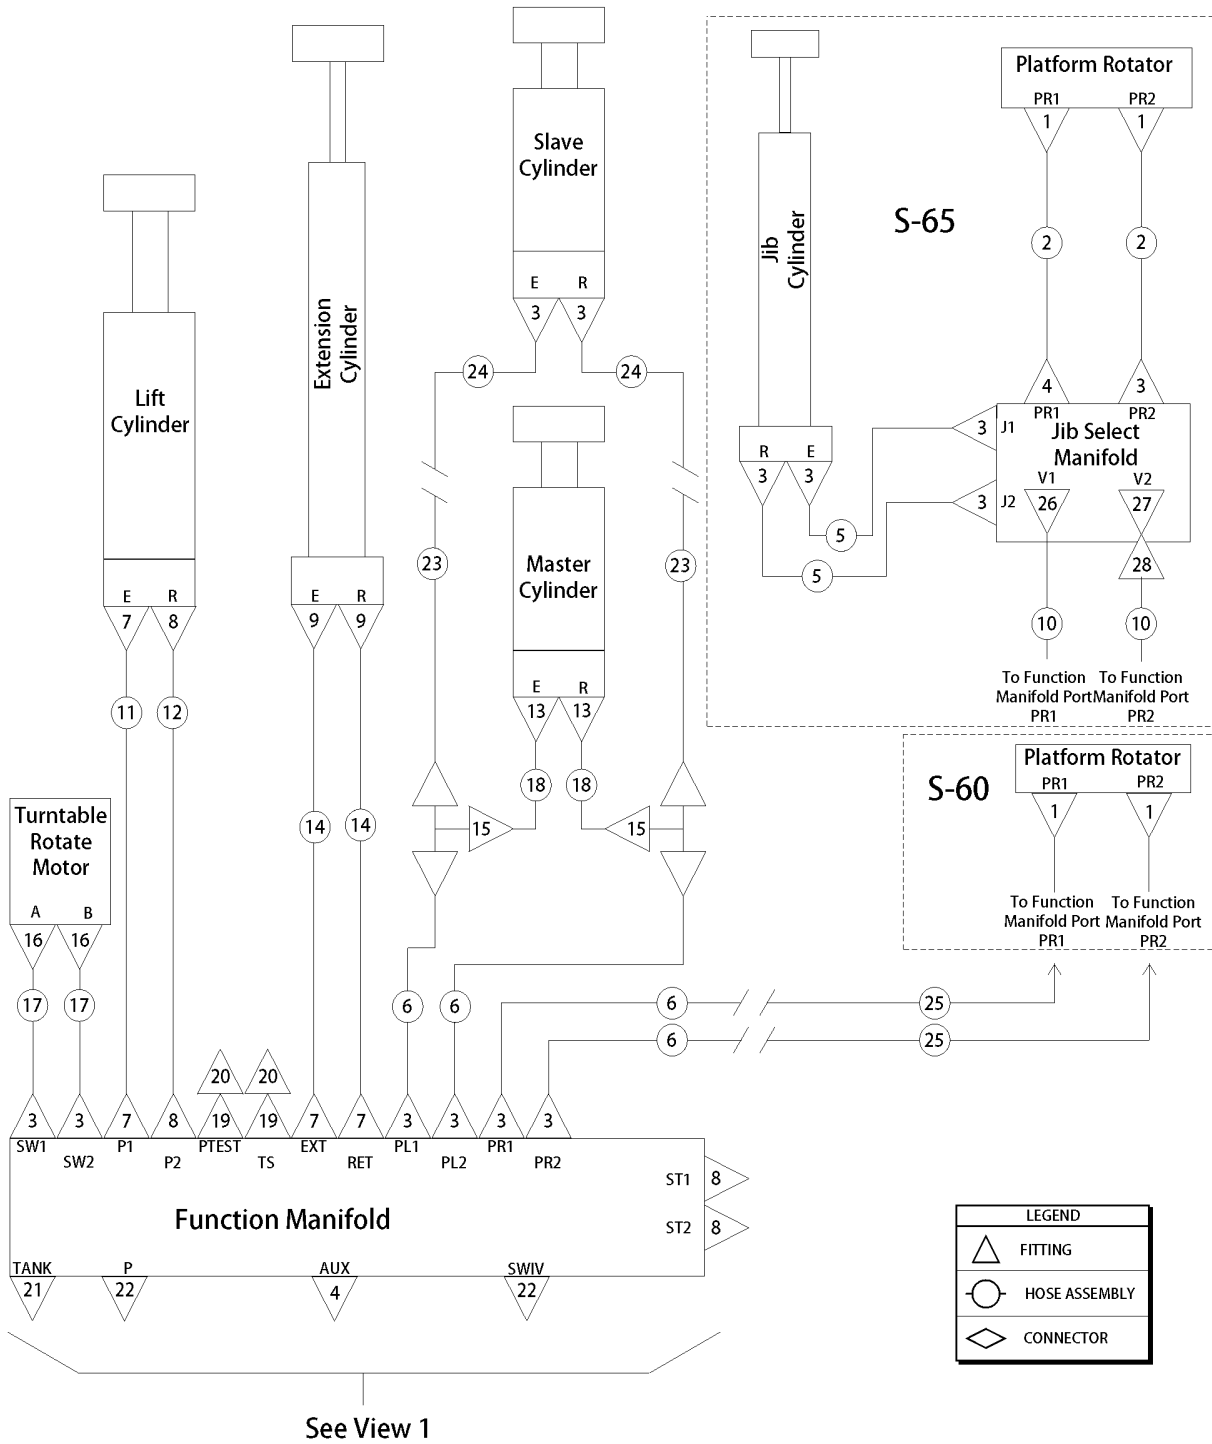 Slave
Cylinder
E R
3 3
24 24
Extension
Cylinder
E R
9 9
14 14
Lift
Cylinder
E R
7 8
11 12
23 23
Master
Cylinder
E R
13 13
18 18
15 15
Turntable
Rotate
Motor
A B
16 16
17 17
6 6
S-65
Jib
Cylinder
R E
3 3
5
5
Platform Rotator
PR1 PR2
1 1
2 2
4 3
PR1 PR2
Jib Select
Manifold
3 J1
3 J2
V1 V2
26 27
28
10 10
To Function
Manifold Port
PR1
To Function
Manifold Port
PR2
S-60
Platform Rotator
PR1 PR2
1 1
To Function
Manifold Port
PR1
To Function
Manifold Port
PR2
6 25
6 25
20 20
3 3 7 8 19 19 7 7 3 3 3 3
SW1 SW2 P1 P2 PTEST TS EXT RET PL1 PL2 PR1 PR2
ST1 8
ST2 8
Function Manifold
TANK P AUX SWIV
21 22 4 22
See View 1
LEGEND
FITTING
HOSE ASSEMBLY
CONNECTOR